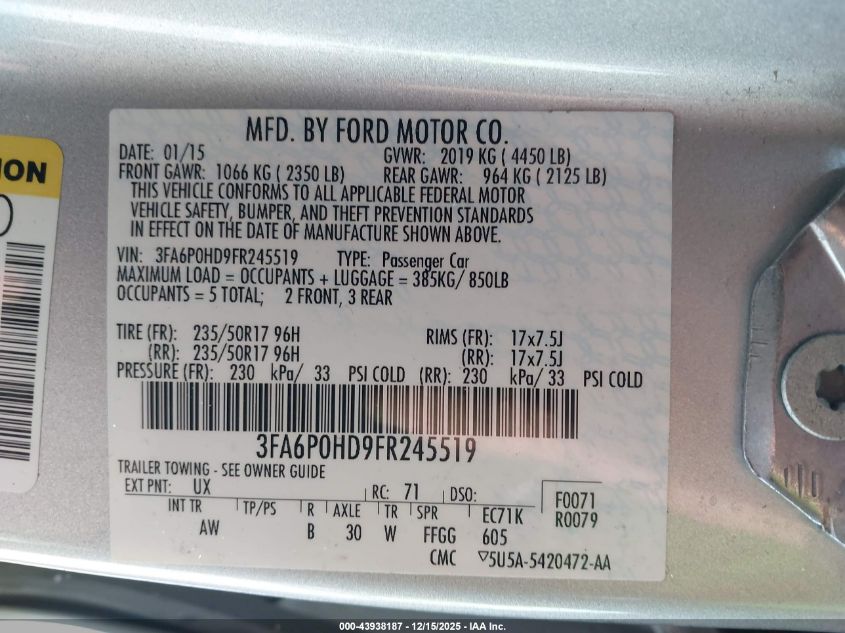 MFD. BY FORD MOTOR CO.
DATE: 01/15 GVWR: 2019 KG ( 4450 LB)
FRONT GAWR: 1066 KG ( 2350 LB) REAR GAWR: 964 KG ( 2125 LB)
THIS VEHICLE CONFORMS TO ALL APPLICABLE FEDERAL MOTOR
VEHICLE SAFETY, BUMPER, AND THEFT PREVENTION STANDARDS
IN EFFECT ON THE DATE OF MANUFACTURE SHOWN ABOVE.
VIN: 3FA6P0HD9FR245519 TYPE: Passenger Car
MAXIMUM LOAD = OCCUPANTS + LUGGAGE = 385KG/ 850LB
OCCUPANTS = 5 TOTAL; 2 FRONT, 3 REAR
TIRE (FR): 235/50R17 96H RIMS (FR): 17x7.5J
(RR): 235/50R17 96H (RR): 17x7.5J
PRESSURE (FR): 230 kPa/ 33 PSI COLD (RR): 230 kPa/ 33 PSI COLD
3FA6P0HD9FR245519
TRAILER TOWING - SEE OWNER GUIDE
EXT PNT: UX RC: 71 DSO: F0071
INT TR TP/PS R AXLE TR SPR EC71K R0079
AW B 30 W FFGG 605
CMC 5U5A-5420472-AA
000-43938187 - 12/15/2025 - IAA Inc.